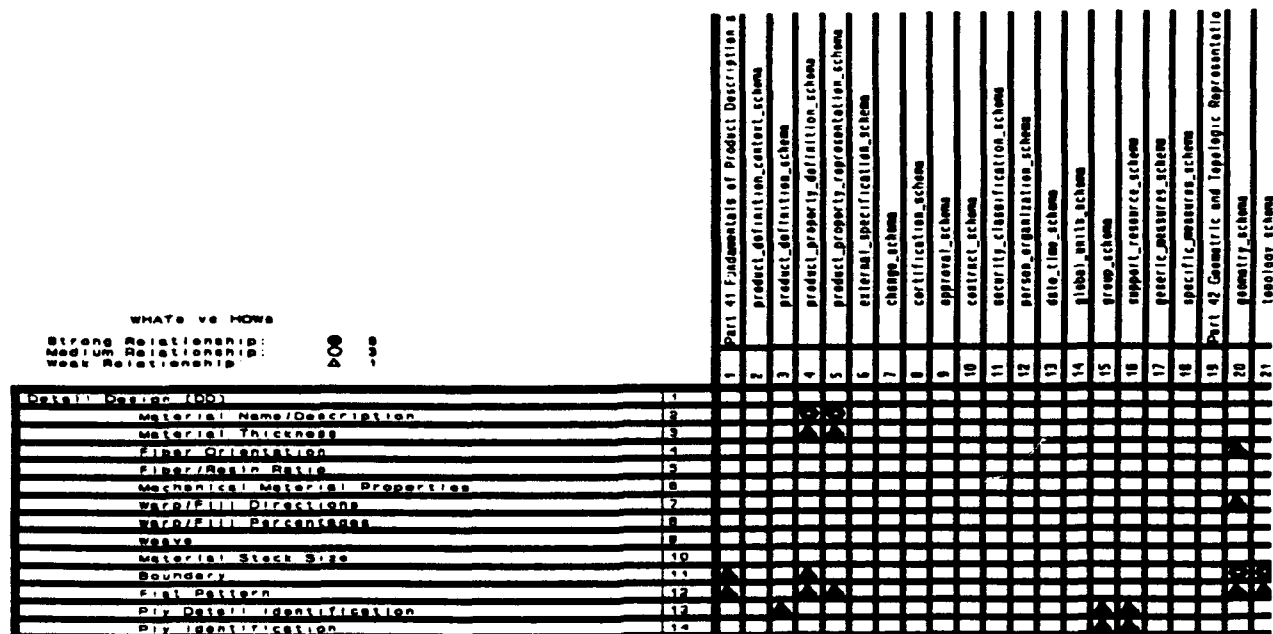 Part 41 Fundamentals of Product Description &
product_definition_context_schema
product_definition_schema
product_property_definition_schema
product_property_representation_schema
external_specification_schema
change_schema
certification_schema
approval_schema
contract_schema
security_classification_schema
person_organization_schema
date_time_schema
global_units_schema
group_schema
support_resource_schema
generic_measures_schema
specific_measures_schema
Part 42 Geometric and Topologic Representatio
geometry_schema
topology_schema
WHATs vs HOWs
Strong Relationship: 9
Medium Relationship: 3
Weak Relationship: 1
1 2 3 4 5 6 7 8 9 10 11 12 13 14 15 16 17 18 19 20 21
Detail Design (DD) 1
Material Name/Description 2
Material Thickness 3
Fiber Orientation 4
Fiber/Resin Ratio 5
Mechanical Material Properties 6
Warp/Fill Directions 7
Warp/Fill Percentages 8
Weave 9
Material Stock Size 10
Boundary 11
Flat Pattern 12
Ply Detail Identification 13
Ply Identification 14